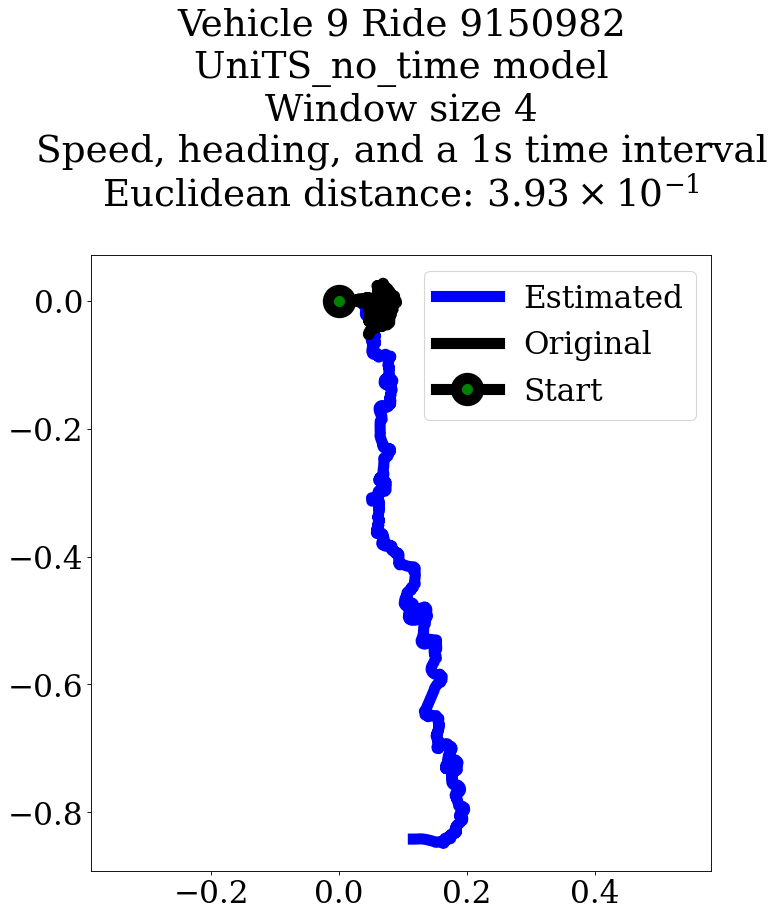 Vehicle 9 Ride 9150982
UniTS_no_time model
Window size 4
Speed, heading, and a 1s time interval
Euclidean distance: 3.93 × 10⁻¹
Estimated
Original
Start
0.0
−0.2
−0.4
−0.6
−0.8
−0.2 0.0 0.2 0.4